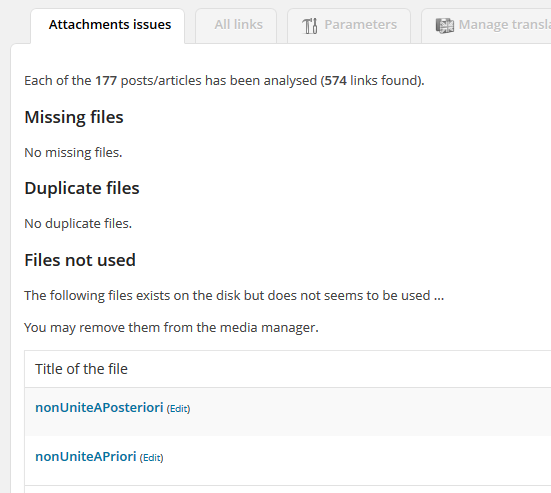 Attachments issues
All links
Parameters
Manage transla
Each of the 177 posts/articles has been analysed (574 links found).
Missing files
No missing files.
Duplicate files
No duplicate files.
Files not used
The following files exists on the disk but does not seems to be used ...
You may remove them from the media manager.
Title of the file
nonUniteAPosteriori (Edit)
nonUniteAPriori (Edit)